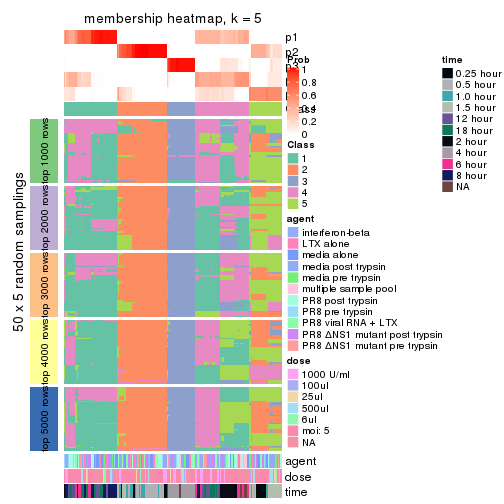 membership heatmap, k = 5
p1
p2
Prob
1
0.8
0.6
0.4
0.2
0
Class
1
2
3
4
5
agent
interferon-beta
LTX alone
media alone
media post trypsin
media pre trypsin
multiple sample pool
PR8 post trypsin
PR8 pre trypsin
PR8 viral RNA + LTX
PR8 ΔNS1 mutant post trypsin
PR8 ΔNS1 mutant pre trypsin
dose
1000 U/ml
100ul
25ul
500ul
6ul
moi: 5
NA
time
0.25 hour
0.5 hour
1.0 hour
1.5 hour
12 hour
18 hour
2 hour
4 hour
6 hour
8 hour
NA
50 x 5 random samplings
top 1000 rows
top 2000 rows
top 3000 rows
top 4000 rows
top 5000 rows
agent
dose
time